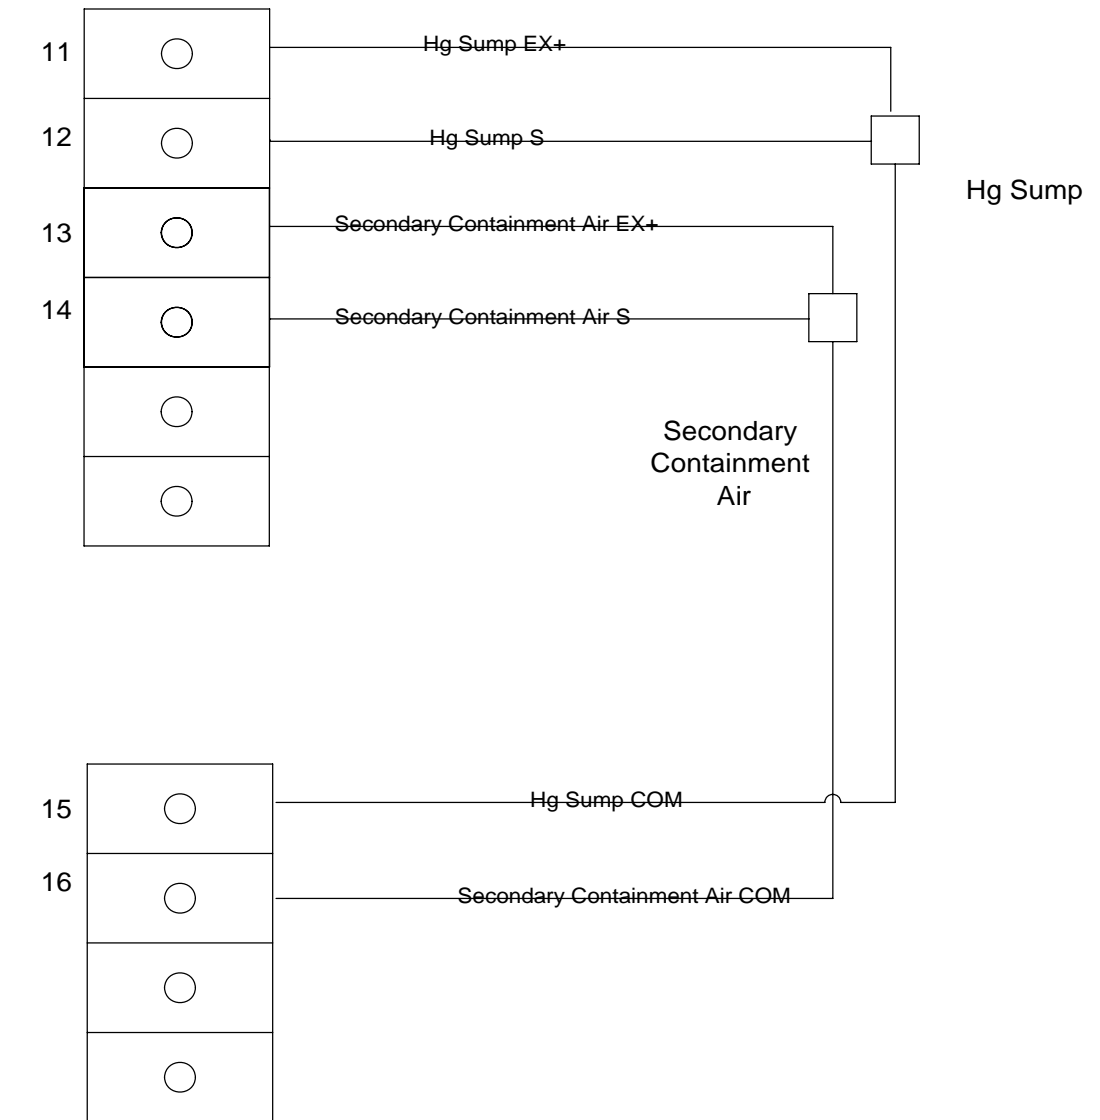 11
Hg Sump EX+
12
Hg Sump S
Hg Sump
13
Secondary Containment Air EX+
14
Secondary Containment Air S
Secondary
Containment
Air
15
Hg Sump COM
16
Secondary Containment Air COM